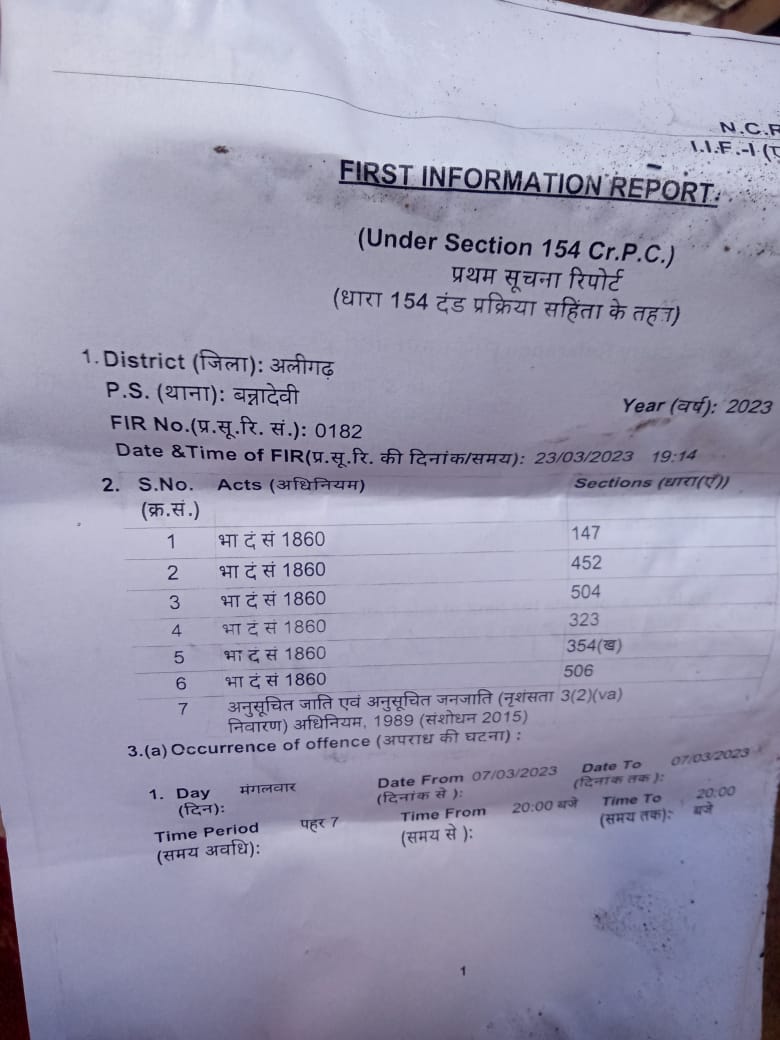 N.C.R
I.I.F.-I (ए
FIRST INFORMATION REPORT.
(Under Section 154 Cr.P.C.)
प्रथम सूचना रिपोर्ट
(धारा 154 दंड प्रक्रिया सहिंता के तहत)
1. District (जिला): अलीगढ़
P.S. (थाना): बन्नादेवी
Year (वर्ष): 2023
FIR No.(प्र.सू.रि. सं.): 0182
Date &Time of FIR(प्र.सू.रि. की दिनांक/समय): 23/03/2023 19:14
2. S.No. Acts (अधिनियम) Sections (धारा(एँ))
(क्र.सं.)
1 भा दं सं 1860 147
2 भा दं सं 1860 452
3 भा दं सं 1860 504
4 भा दं सं 1860 323
5 भा दं सं 1860 354(ख)
6 भा दं सं 1860 506
7 अनुसूचित जाति एवं अनुसूचित जनजाति (नृशंसता 3(2)(va)
निवारण) अधिनियम, 1989 (संशोधन 2015)
3.(a) Occurrence of offence (अपराध की घटना) :
1. Day मंगलवार Date From 07/03/2023 Date To 07/03/2023
(दिन): (दिनांक से ): (दिनांक तक ):
Time Period पहर 7 Time From 20:00 बजे Time To 20:00
(समय अवधि): (समय से ): (समय तक): बजे
1